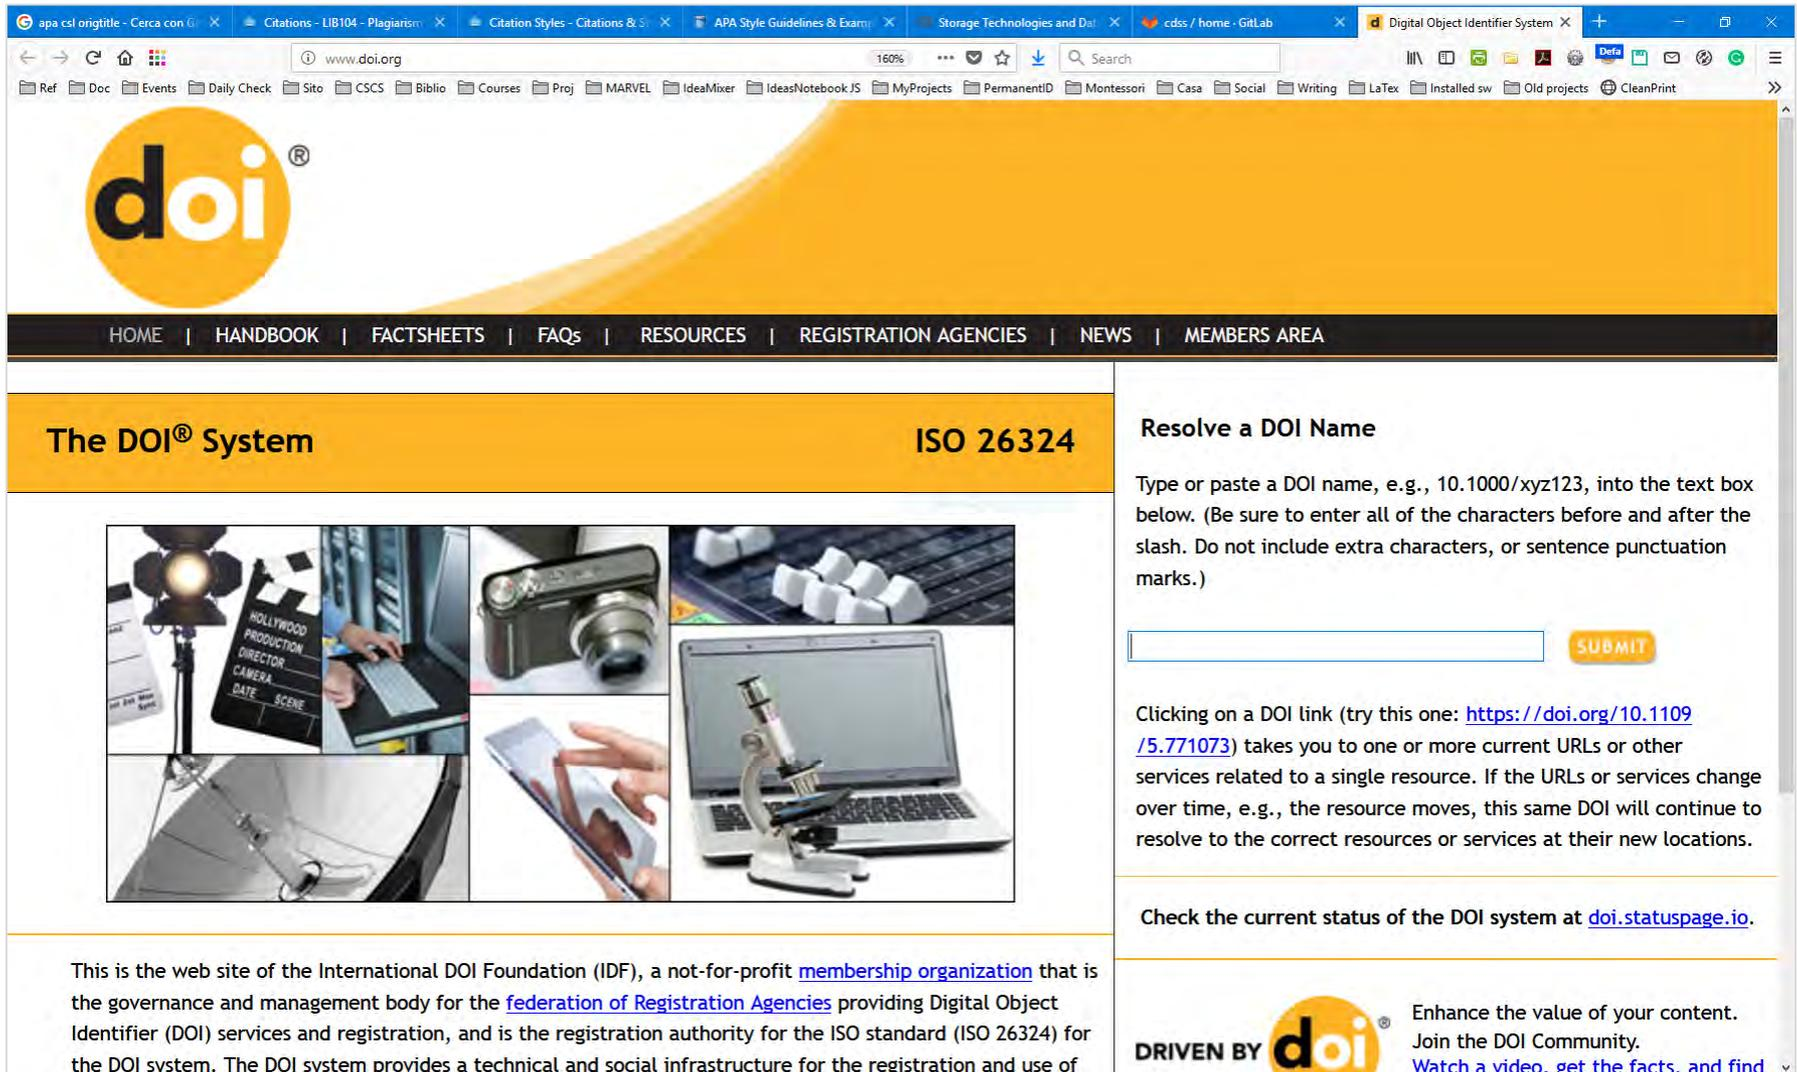 apa csl origtitle - Cerca con G
Citations - LIB104 - Plagiarism
Citation Styles - Citations & S
APA Style Guidelines & Examp
Storage Technologies and Dat
cdss / home · GitLab
Digital Object Identifier System
www.doi.org
160%
Search
Defa
Ref Doc Events Daily Check Sito CSCS Biblio Courses Proj MARVEL IdeaMixer IdeasNotebookJS MyProjects PermanentID Montessori Casa Social Writing LaTex Installed sw Old projects CleanPrint
doi®
HOME | HANDBOOK | FACTSHEETS | FAQs | RESOURCES | REGISTRATION AGENCIES | NEWS | MEMBERS AREA
The DOI® System ISO 26324
HOLLYWOOD
PRODUCTION
DIRECTOR
CAMERA
DATE SCENE
This is the web site of the International DOI Foundation (IDF), a not-for-profit membership organization that is
the governance and management body for the federation of Registration Agencies providing Digital Object
Identifier (DOI) services and registration, and is the registration authority for the ISO standard (ISO 26324) for
the DOI system. The DOI system provides a technical and social infrastructure for the registration and use of
Resolve a DOI Name
Type or paste a DOI name, e.g., 10.1000/xyz123, into the text box
below. (Be sure to enter all of the characters before and after the
slash. Do not include extra characters, or sentence punctuation
marks.)
SUBMIT
Clicking on a DOI link (try this one: https://doi.org/10.1109
/5.771073) takes you to one or more current URLs or other
services related to a single resource. If the URLs or services change
over time, e.g., the resource moves, this same DOI will continue to
resolve to the correct resources or services at their new locations.
Check the current status of the DOI system at doi.statuspage.io.
DRIVEN BY doi®
Enhance the value of your content.
Join the DOI Community.
Watch a video, get the facts, and find